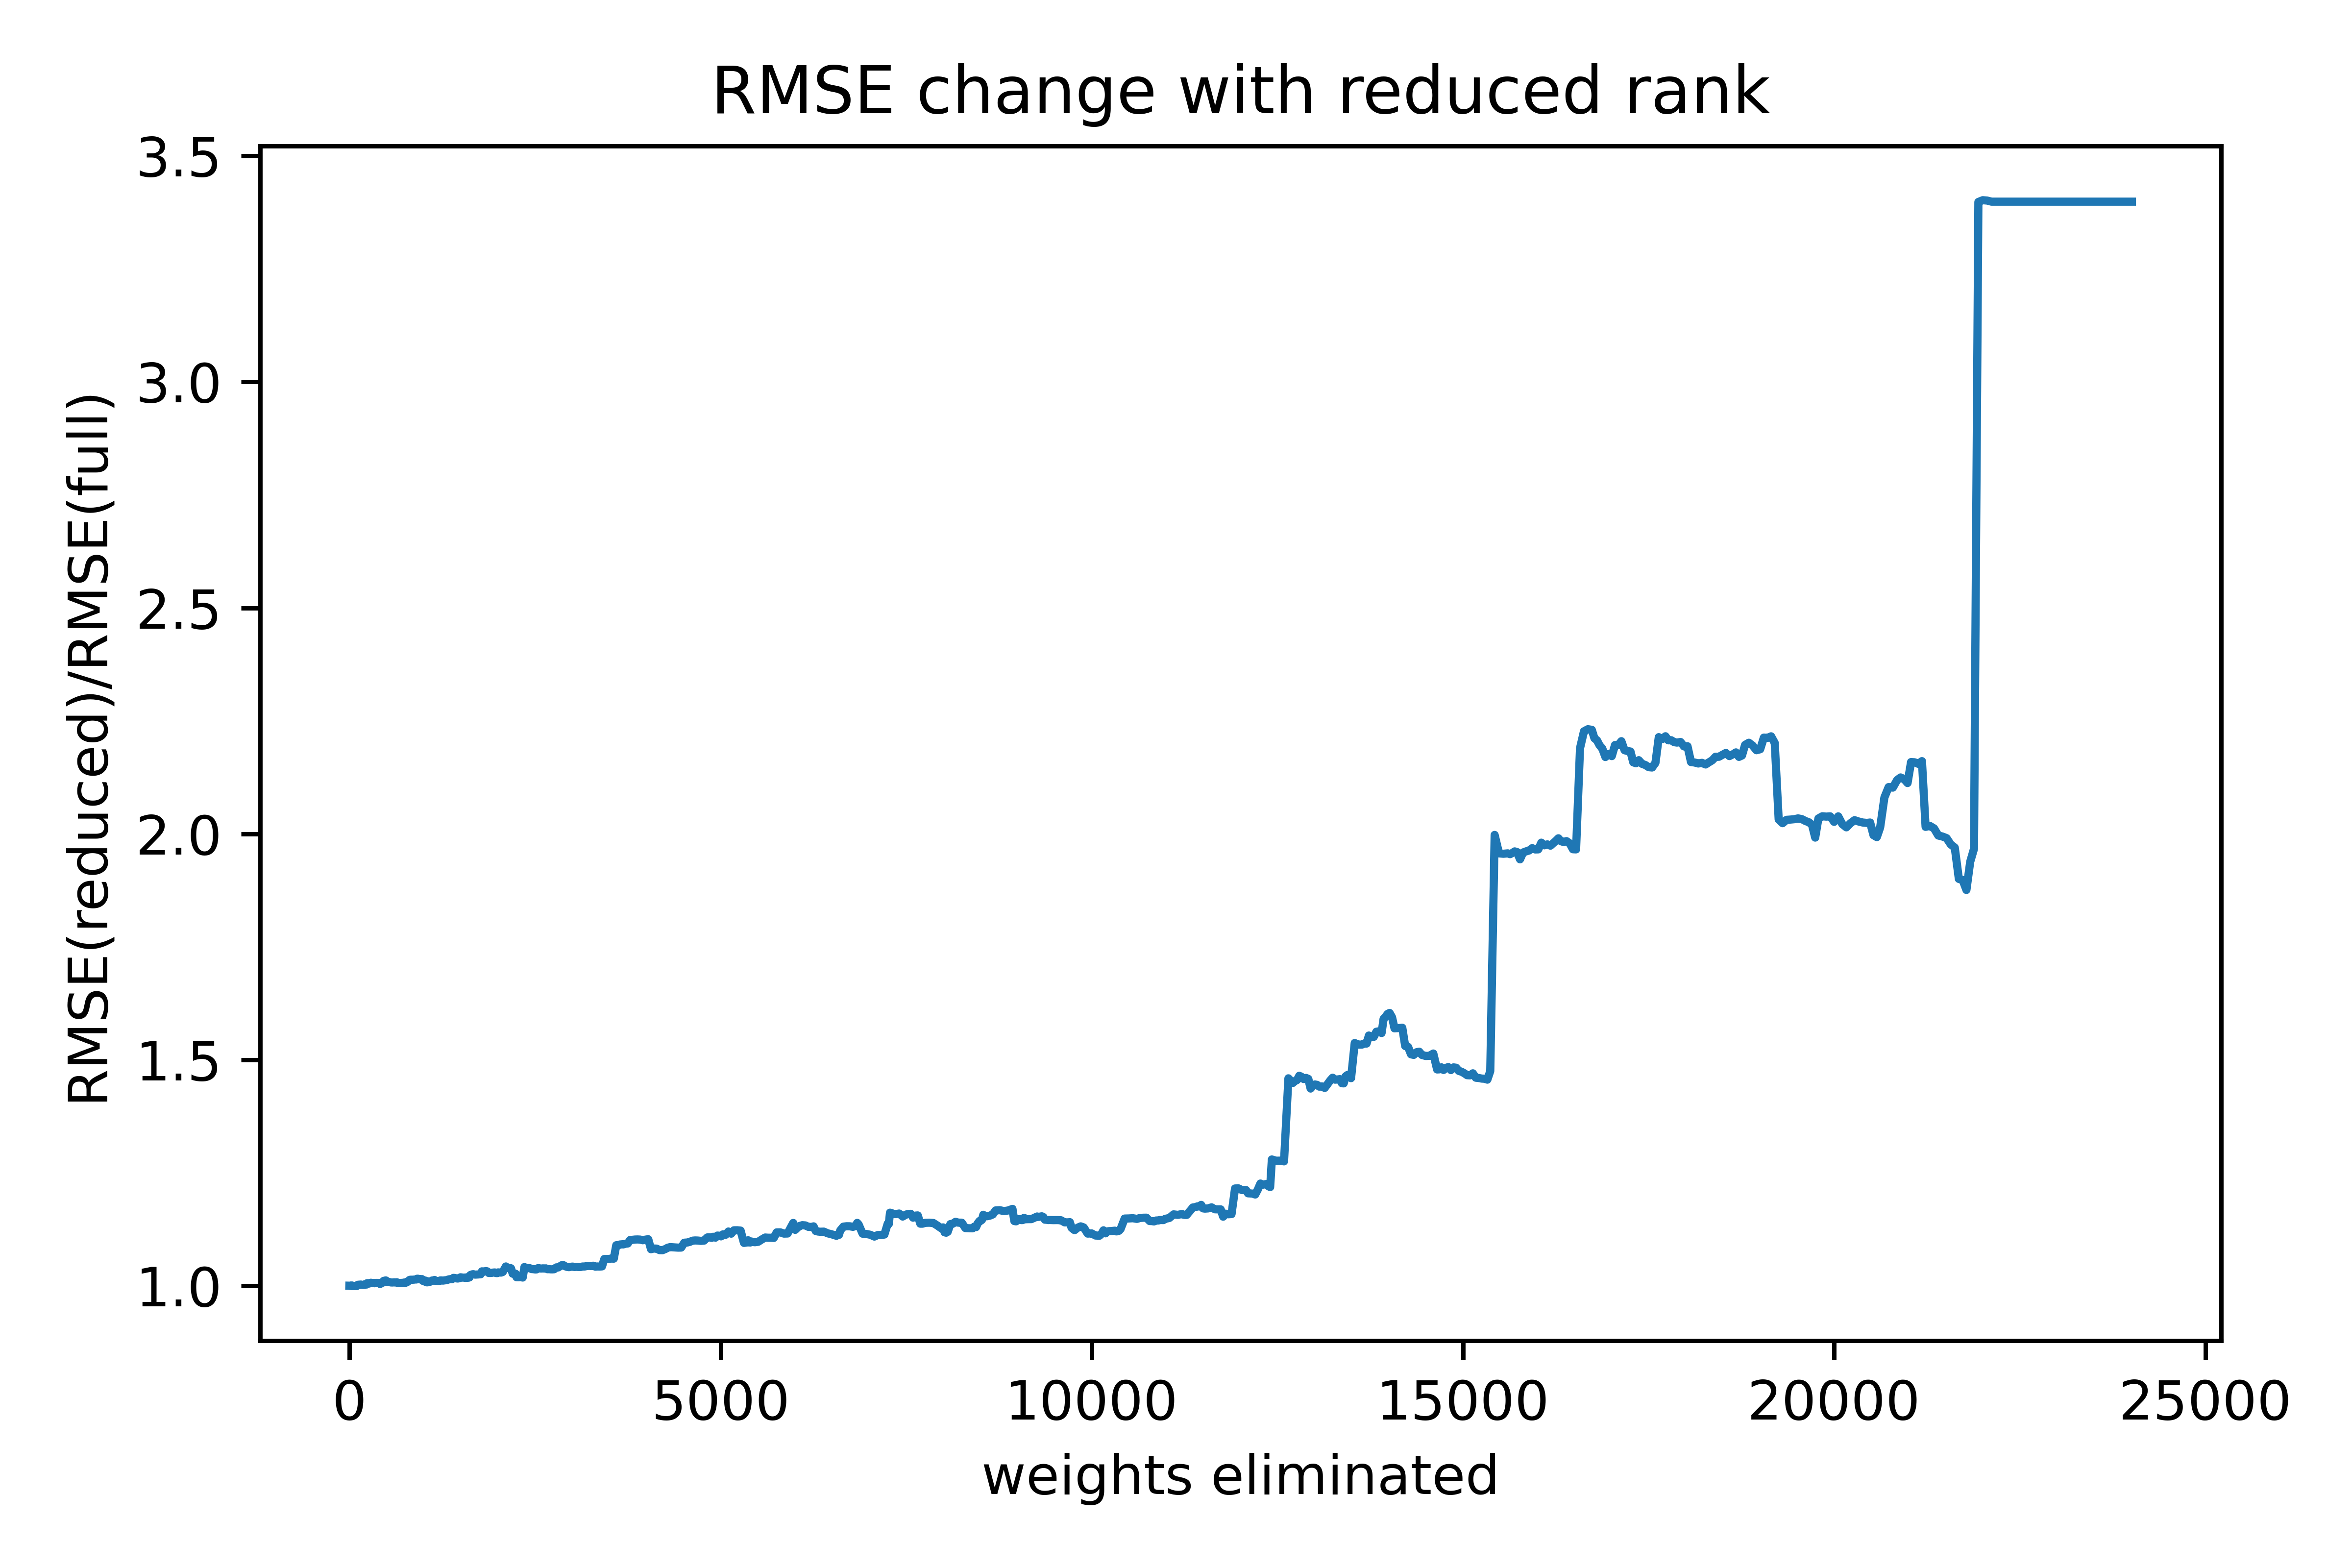 RMSE change with reduced rank
3.5
3.0
2.5
2.0
1.5
1.0
RMSE(reduced)/RMSE(full)
0 5000 10000 15000 20000 25000
weights eliminated